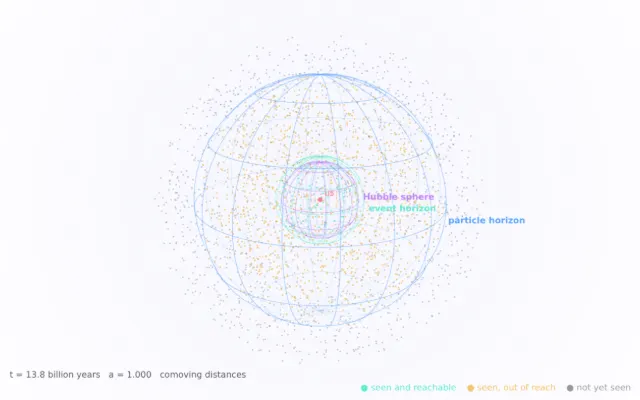 us
Hubble sphere
event horizon
particle horizon
t = 13.8 billion years   a = 1.000   comoving distances
● seen and reachable   ● seen, out of reach   ● not yet seen